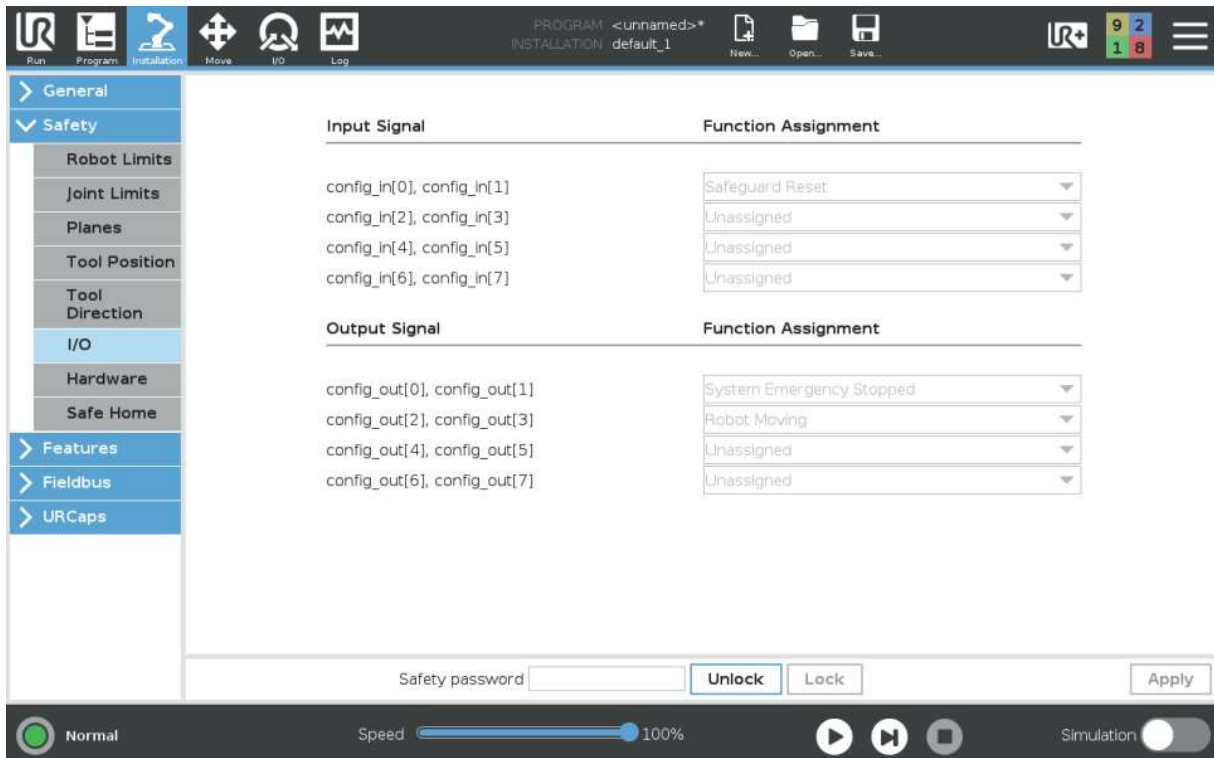 PROGRAM <unnamed>*
INSTALLATION default_1
UR+
9 2
1 8
Run Program Installation Move I/O Log New... Open... Save...
General
Safety
Robot Limits
Joint Limits
Planes
Tool Position
Tool
Direction
I/O
Hardware
Safe Home
Features
Fieldbus
URCaps
Input Signal Function Assignment
config_in[0], config_in[1] Safeguard Reset
config_in[2], config_in[3] Unassigned
config_in[4], config_in[5] Unassigned
config_in[6], config_in[7] Unassigned
Output Signal Function Assignment
config_out[0], config_out[1] System Emergency Stopped
config_out[2], config_out[3] Robot Moving
config_out[4], config_out[5] Unassigned
config_out[6], config_out[7] Unassigned
Safety password Unlock Lock Apply
Normal Speed 100% Simulation